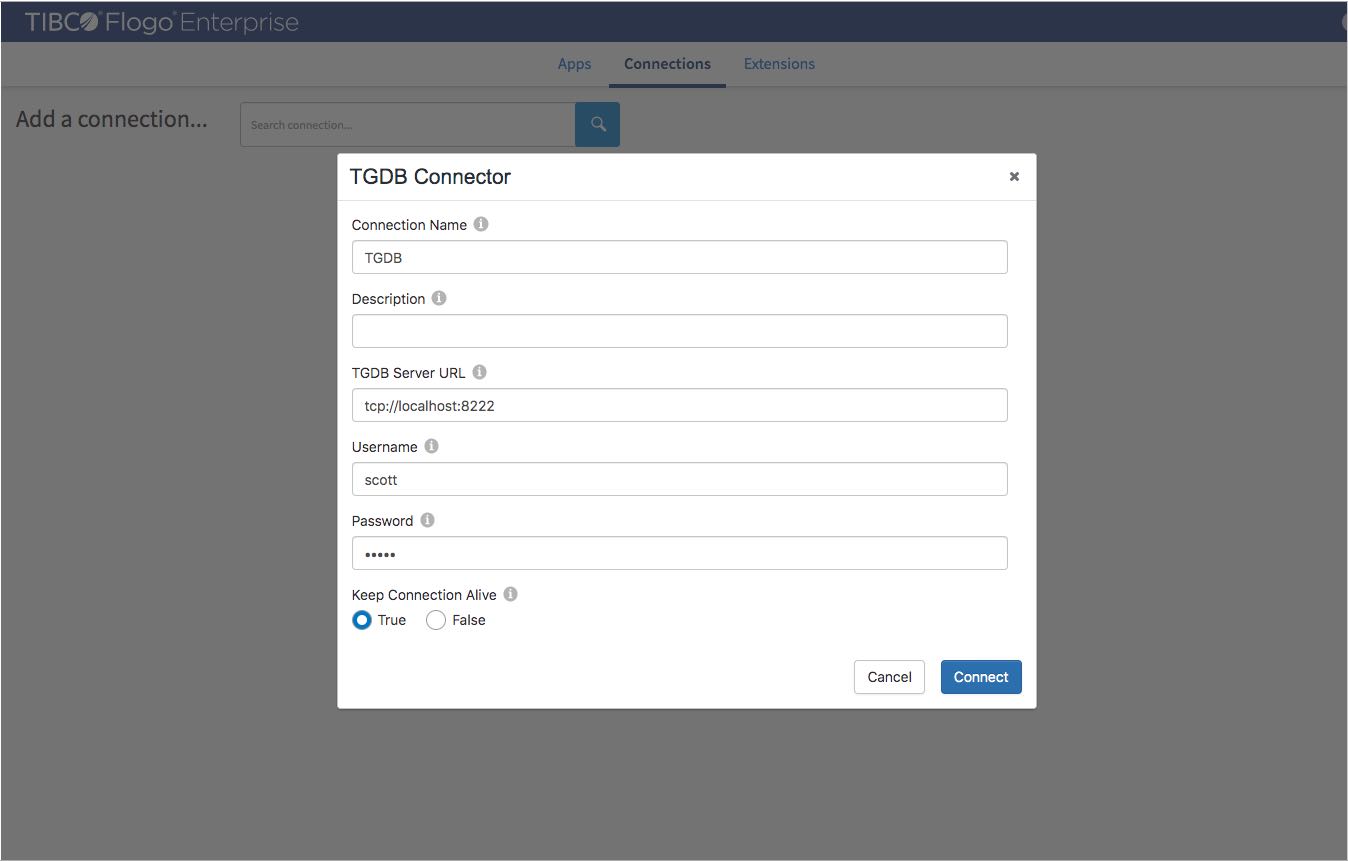 TIBCO® Flogo® Enterprise
Apps Connections Extensions
Add a connection... Search connection...
TGDB Connector
Connection Name
TGDB
Description
TGDB Server URL
tcp://localhost:8222
Username
scott
Password
•••••
Keep Connection Alive
True False
Cancel Connect